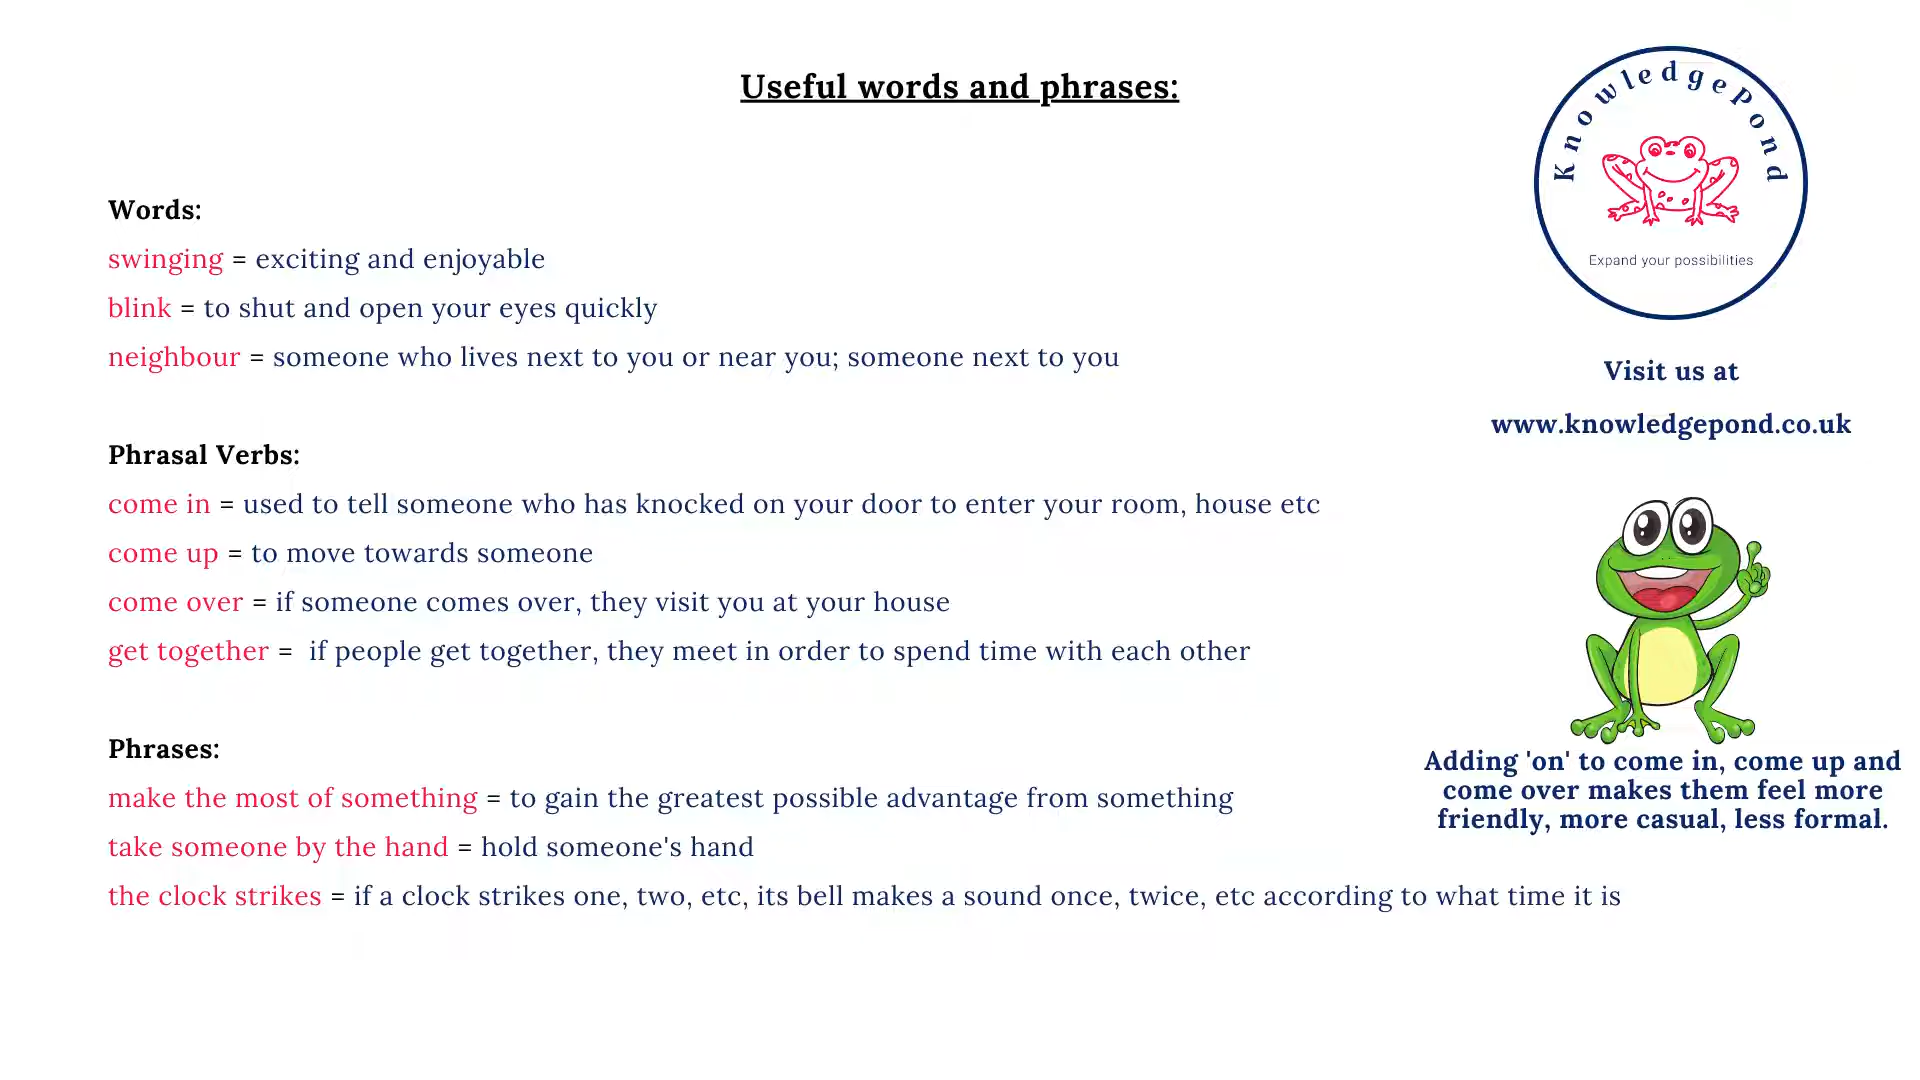 Useful words and phrases:
KnowledgePond
Expand your possibilities
Visit us at
www.knowledgepond.co.uk
Words:
swinging = exciting and enjoyable
blink = to shut and open your eyes quickly
neighbour = someone who lives next to you or near you; someone next to you
Phrasal Verbs:
come in = used to tell someone who has knocked on your door to enter your room, house etc
come up = to move towards someone
come over = if someone comes over, they visit you at your house
get together = if people get together, they meet in order to spend time with each other
Phrases:
make the most of something = to gain the greatest possible advantage from something
take someone by the hand = hold someone's hand
the clock strikes = if a clock strikes one, two, etc, its bell makes a sound once, twice, etc according to what time it is
Adding 'on' to come in, come up and
come over makes them feel more
friendly, more casual, less formal.